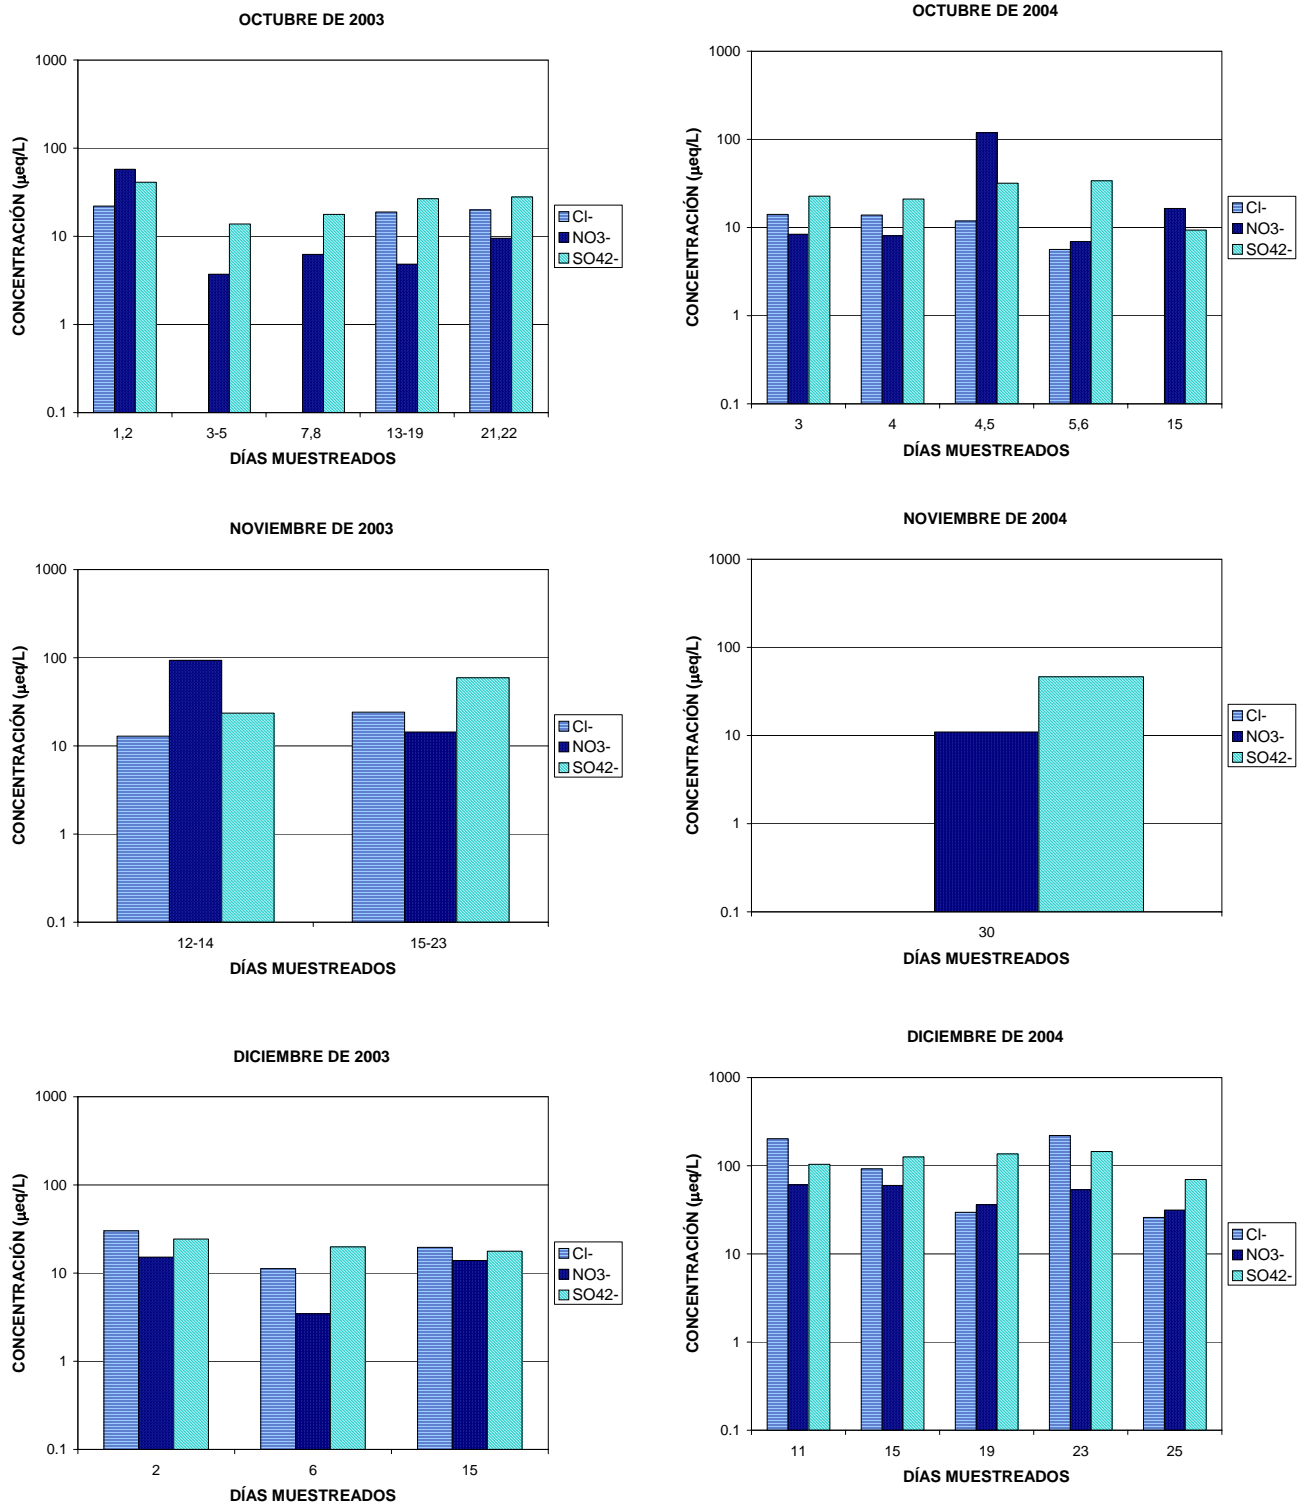 OCTUBRE DE 2003
1000
100
10
1
0.1
CONCENTRACIÓN (µeq/L)
1,2 3-5 7,8 13-19 21,22
DÍAS MUESTREADOS
Cl-
NO3-
SO42-
OCTUBRE DE 2004
1000
100
10
1
0.1
CONCENTRACIÓN (µeq/L)
3 4 4,5 5,6 15
DÍAS MUESTREADOS
Cl-
NO3-
SO42-
NOVIEMBRE DE 2003
1000
100
10
1
0.1
CONCENTRACIÓN (µeq/L)
12-14 15-23
DÍAS MUESTREADOS
Cl-
NO3-
SO42-
NOVIEMBRE DE 2004
1000
100
10
1
0.1
CONCENTRACIÓN (µeq/L)
30
DÍAS MUESTREADOS
Cl-
NO3-
SO42-
DICIEMBRE DE 2003
1000
100
10
1
0.1
CONCENTRACIÓN (µeq/L)
2 6 15
DÍAS MUESTREADOS
Cl-
NO3-
SO42-
DICIEMBRE DE 2004
1000
100
10
1
0.1
CONCENTRACIÓN (µeq/L)
11 15 19 23 25
DÍAS MUESTREADOS
Cl-
NO3-
SO42-